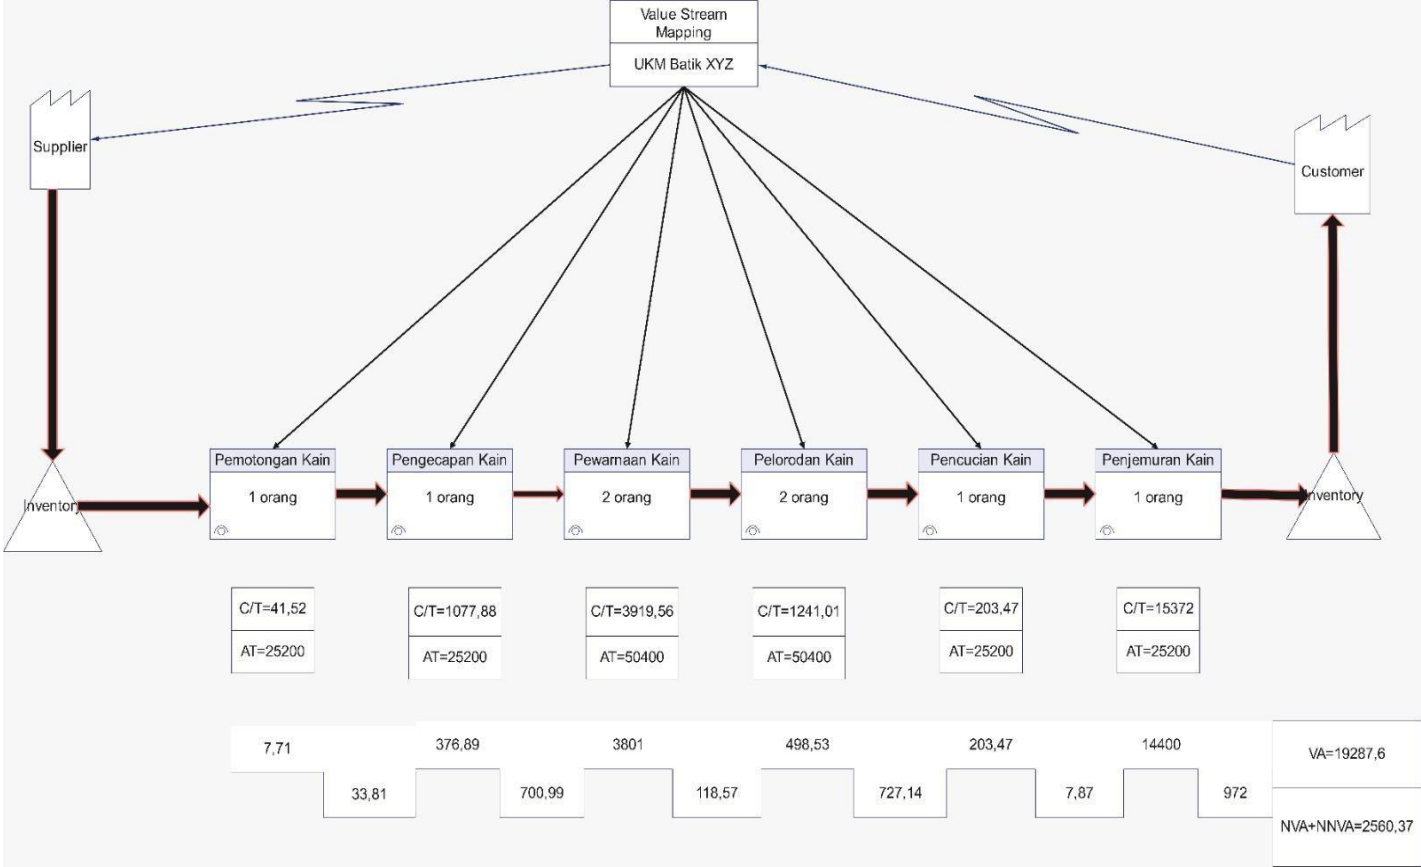 Value Stream
Mapping
UKM Batik XYZ
Supplier
Customer
Inventory
Pemotongan Kain
1 orang
Pengecapan Kain
1 orang
Pewarnaan Kain
2 orang
Pelorodan Kain
2 orang
Pencucian Kain
1 orang
Penjemuran Kain
1 orang
Inventory
C/T=41,52
AT=25200
C/T=1077,88
AT=25200
C/T=3919,56
AT=50400
C/T=1241,01
AT=50400
C/T=203,47
AT=25200
C/T=15372
AT=25200
7,71
33,81
376,89
700,99
3801
118,57
498,53
727,14
203,47
7,87
14400
972
VA=19287,6
NVA+NNVA=2560,37